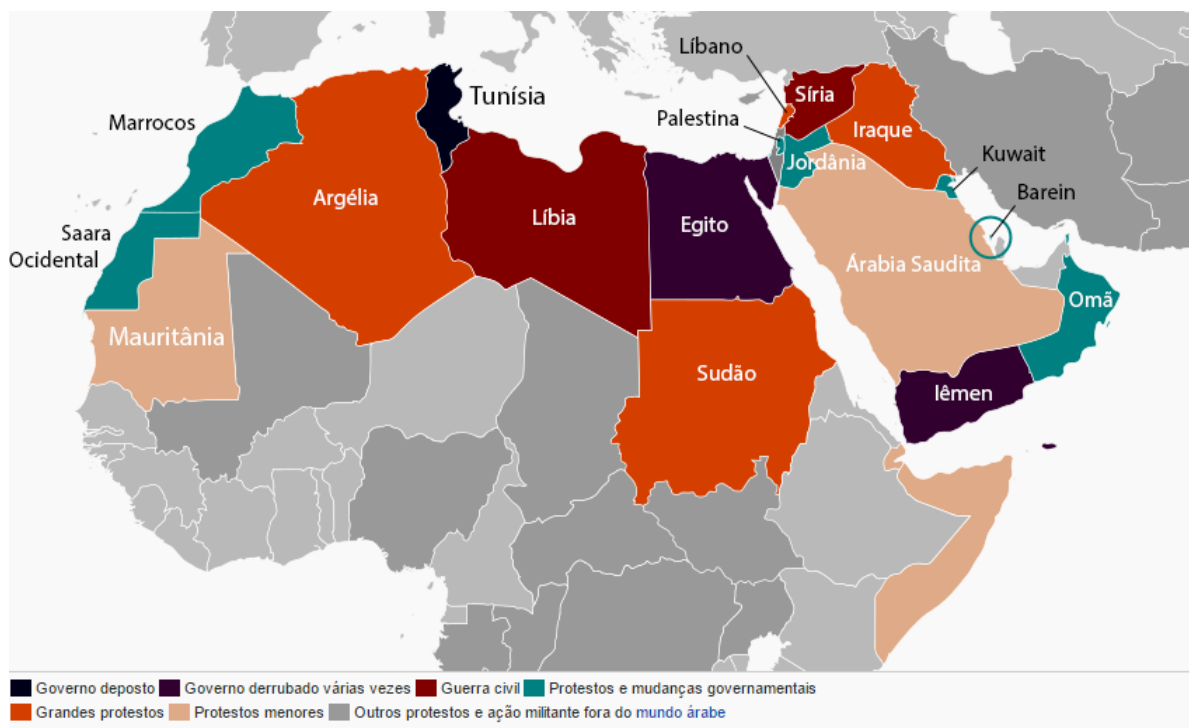 Líbano
Síria
Tunísia
Marrocos
Palestina
Iraque
Jordânia
Kuwait
Argélia
Barein
Líbia
Egito
Saara
Ocidental
Árabia Saudita
Omã
Mauritânia
Sudão
Iêmen
Governo deposto Governo derrubado várias vezes Guerra civil Protestos e mudanças governamentais
Grandes protestos Protestos menores Outros protestos e ação militante fora do mundo árabe